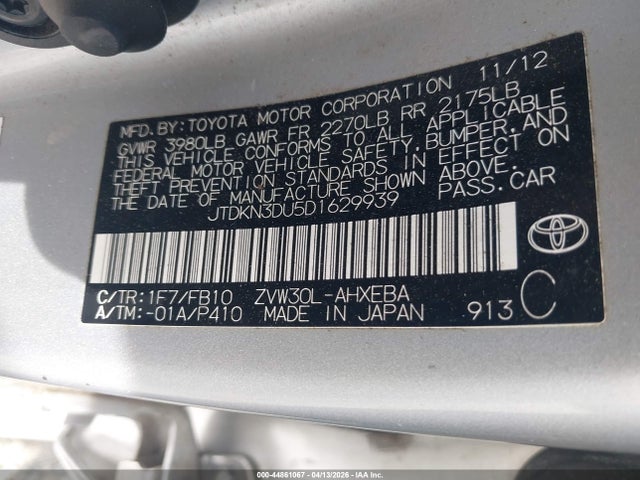 11/12
MFD. BY: TOYOTA MOTOR CORPORATION
GVWR 3980LB GAWR FR 2270LB RR 2175LB
THIS VEHICLE CONFORMS TO ALL APPLICABLE
FEDERAL MOTOR VEHICLE SAFETY, BUMPER, AND
THEFT PREVENTION STANDARDS IN EFFECT ON
THE DATE OF MANUFACTURE SHOWN ABOVE.
JTDKN3DU5D1629939 PASS. CAR
C/TR: 1F7/FB10 ZVW30L-AHXEBA
A/TM: -01A/P410 MADE IN JAPAN 913 C
000-44861067 - 04/13/2026 - IAAI.COM